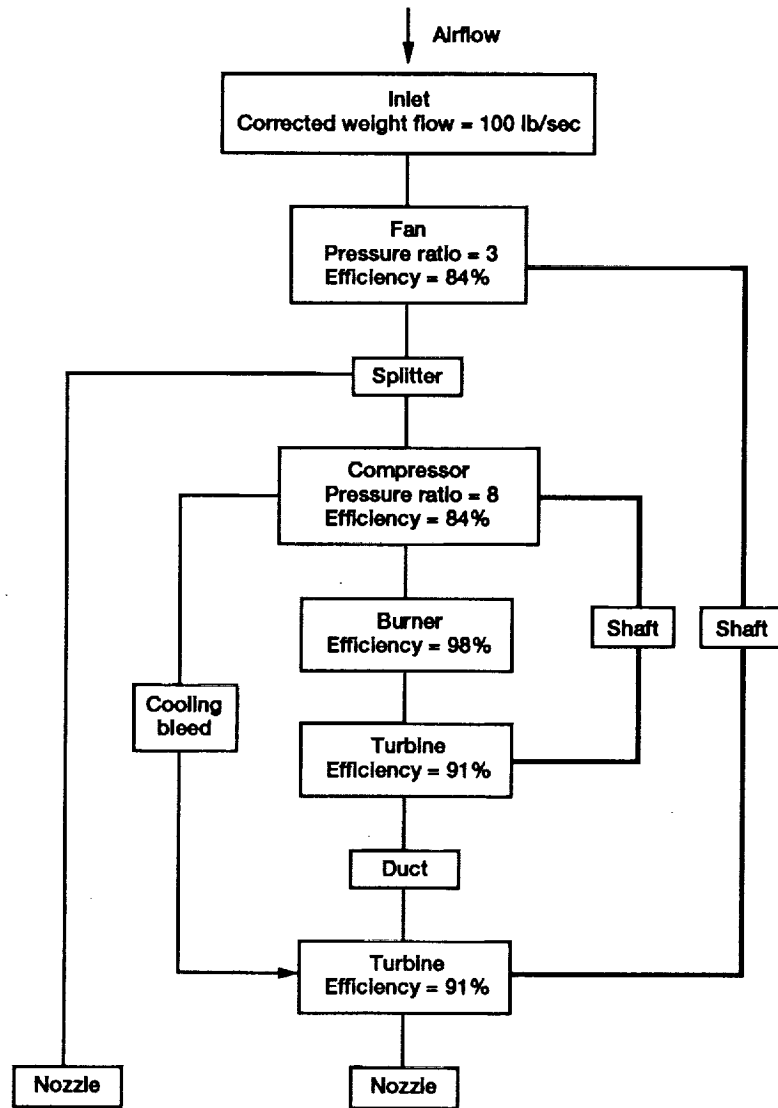 Airflow
Inlet
Corrected weight flow = 100 lb/sec
Fan
Pressure ratio = 3
Efficiency = 84%
Splitter
Compressor
Pressure ratio = 8
Efficiency = 84%
Burner
Efficiency = 98%
Shaft
Shaft
Cooling
bleed
Turbine
Efficiency = 91%
Duct
Turbine
Efficiency = 91%
Nozzle
Nozzle